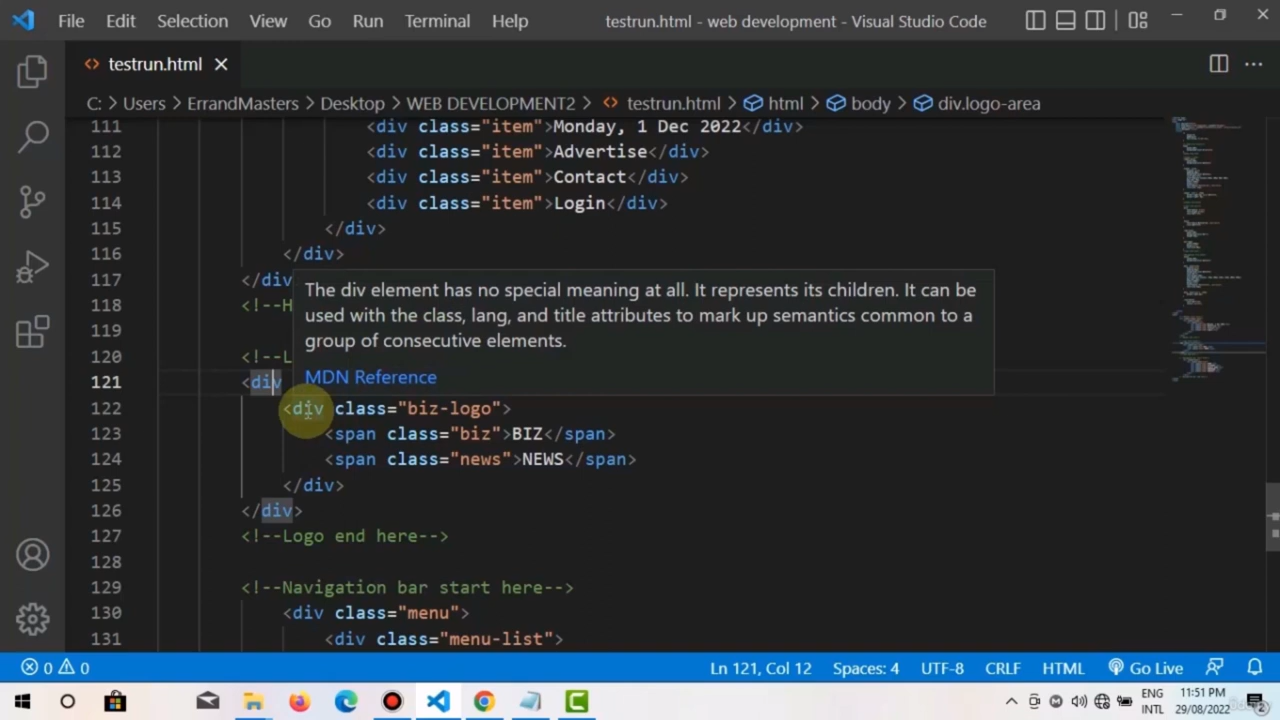 File Edit Selection View Go Run Terminal Help testrun.html - web development - Visual Studio Code
testrun.html
C: > Users > ErrandMasters > Desktop > WEB DEVELOPMENT2 > testrun.html > html > body > div.logo-area
111 <div class="item">Monday, 1 Dec 2022</div>
112 <div class="item">Advertise</div>
113 <div class="item">Contact</div>
114 <div class="item">Login</div>
115 </div>
116 </div>
117 </div
118 <!--H
119
120 <!--L
The div element has no special meaning at all. It represents its children. It can be
used with the class, lang, and title attributes to mark up semantics common to a
group of consecutive elements.
MDN Reference
121 <div
122 <div class="biz-logo">
123 <span class="biz">BIZ</span>
124 <span class="news">NEWS</span>
125 </div>
126 </div>
127 <!--Logo end here-->
128
129 <!--Navigation bar start here-->
130 <div class="menu">
131 <div class="menu-list">
0 0 Ln 121, Col 12 Spaces: 4 UTF-8 CRLF HTML Go Live
ENG 11:51 PM
INTL 29/08/2022